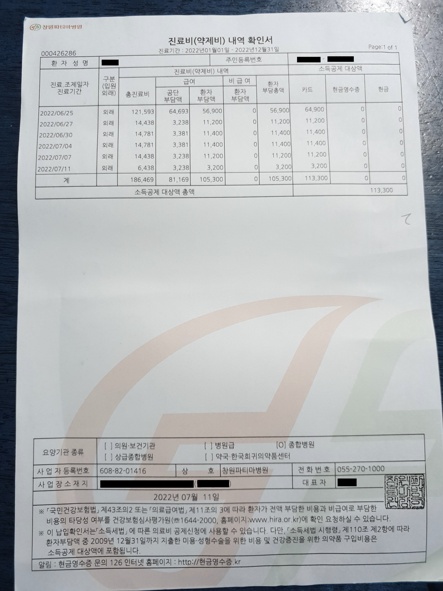 창원파티마병원
진료비(약제비) 내역 확인서
000426286
(진료기간 : 2022년01월01일 - 2022년12월31일)
Page 1 of 1
환 자 성 명
주민등록번호
진료비(약제비) 내역
소득공제 대상액
진료.조제일자
진료기간
구분
(입원
외래)
총진료비
급여
비 급 여
환자
부담총액
카드
현금영수증
현금
공단
부담액
환자
부담액
환자
부담액
2022/06/25 외래 121,593 64,693 56,900 0 56,900 64,900 0 0
2022/06/27 외래 14,438 3,238 11,200 0 11,200 11,200 0 0
2022/06/30 외래 14,781 3,381 11,400 0 11,400 11,400 0 0
2022/07/04 외래 14,781 3,381 11,400 0 11,400 11,400 0 0
2022/07/07 외래 14,438 3,238 11,200 0 11,200 11,200 0 0
2022/07/11 외래 6,438 3,238 3,200 0 3,200 3,200 0 0
계 186,469 81,169 105,300 0 105,300 113,300 0 0
소득공제 대상액 총액 113,300
요양기관 종류
[ ] 의원·보건기관 [ ] 병원급 [O] 종합병원
[ ] 상급종합병원 [ ] 약국·한국희귀의약품센터
사업자 등록번호 608-82-01416 상 호 창원파티마병원 전 화 번 호 055-270-1000
사업장 소재지 대 표 자
2022년 07월 11일
※ 「국민건강보험법」 제43조의2 또는 「의료급여법」 제11조의 3에 따라 환자가 전액 부담한 비용과 비급여로 부담한
비용의 타당성 여부를 건강보험심사평가원(☎1644-2000, 홈페이지:www.hira.or.kr)에 확인 요청하실 수 있습니다.
※ 이 납입확인서는「소득세법」에 따른 의료비 공제신청에 사용할 수 있습니다. 다만, 「소득세법 시행령」 제110조 제2항에 따라
환자부담액 중 2009년 12월31일까지 지출한 미용·성형수술을 위한 비용 및 건강증진을 위한 의약품 구입비용은
소득공제 대상액에 포함됩니다.
알림 : 현금영수증 문의 126 인터넷 홈페이지 : http://현금영수증.kr